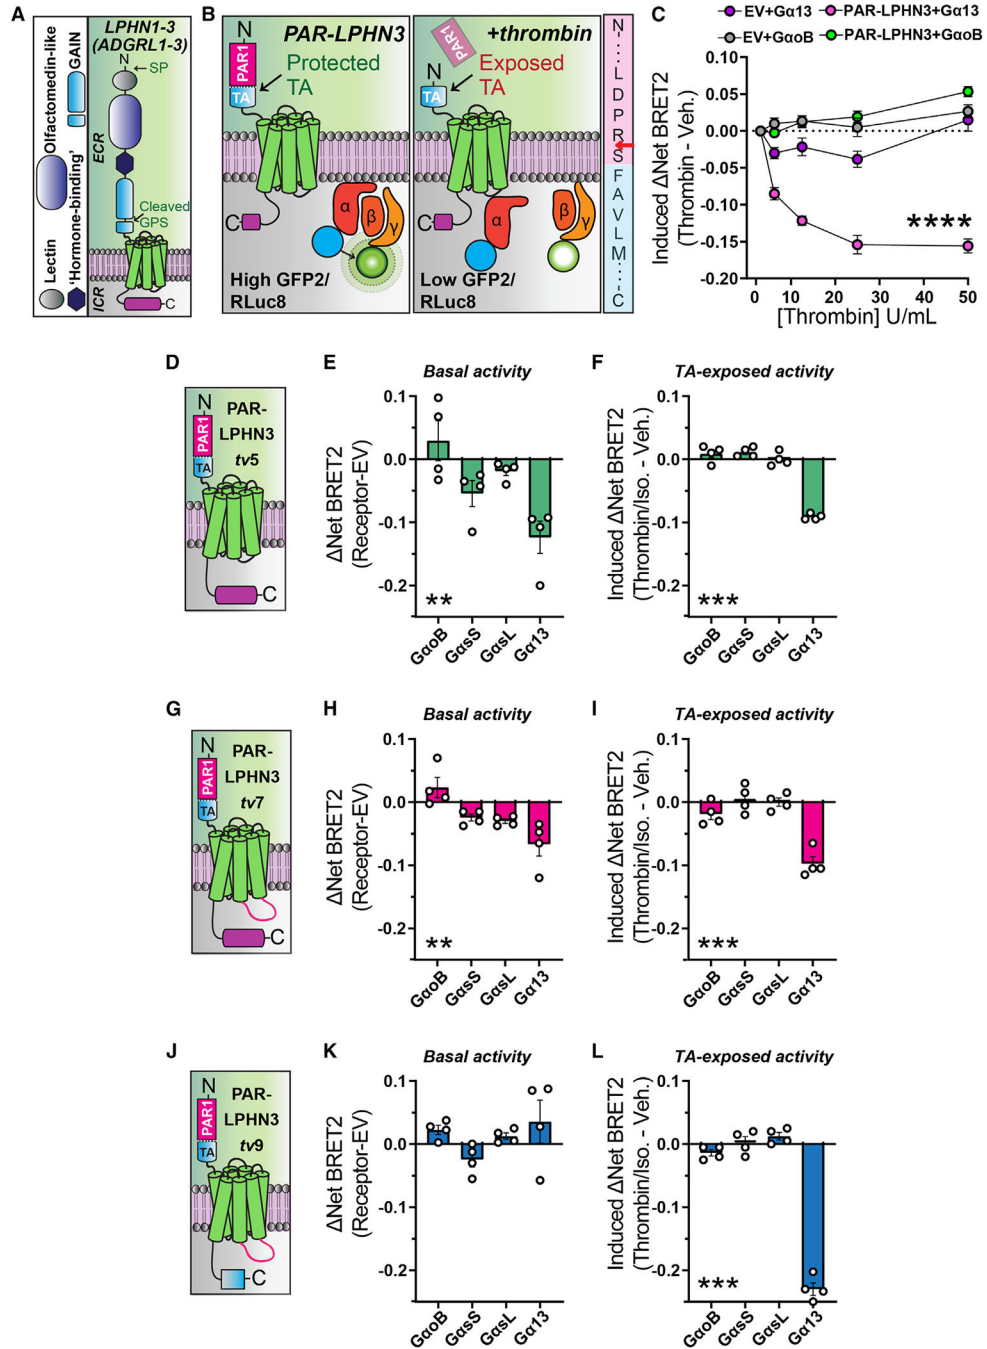 A
Lectin
Olfactomedin-like
'Hormone-binding'
GAIN
LPHN1-3
(ADGRL1-3)
N
SP
ECR
Cleaved
GPS
ICR
C
B
PAR-LPHN3
PAR1
Protected
TA
TA
C
α
β
γ
High GFP2/
RLuc8
+thrombin
PAR1
N
Exposed
TA
TA
C
α
β
γ
Low GFP2/
RLuc8
N
L
D
P
R
S
F
A
V
L
M
C
C
EV+Gα13
PAR-LPHN3+Gα13
EV+GαoB
PAR-LPHN3+GαoB
Induced ΔNet BRET2
(Thrombin - Veh.)
0.10
0.05
0.00
-0.05
-0.10
-0.15
-0.20
****
0
10
20
30
40
50
[Thrombin] U/mL
D
N
PAR1
TA
PAR-
LPHN3
tv5
C
E
Basal activity
ΔNet BRET2
(Receptor-EV)
0.1
0.0
-0.1
-0.2
**
GαoB
GαsS
GαsL
Gα13
F
TA-exposed activity
Induced ΔNet BRET2
(Thrombin/Iso. - Veh.)
0.1
0.0
-0.1
-0.2
***
GαoB
GαsS
GαsL
Gα13
G
N
PAR1
TA
PAR-
LPHN3
tv7
C
H
Basal activity
ΔNet BRET2
(Receptor-EV)
0.1
0.0
-0.1
-0.2
**
GαoB
GαsS
GαsL
Gα13
I
TA-exposed activity
Induced ΔNet BRET2
(Thrombin/Iso. - Veh.)
0.1
0.0
-0.1
-0.2
***
GαoB
GαsS
GαsL
Gα13
J
N
PAR1
TA
PAR-
LPHN3
tv9
C
K
Basal activity
ΔNet BRET2
(Receptor-EV)
0.1
0.0
-0.1
-0.2
GαoB
GαsS
GαsL
Gα13
L
TA-exposed activity
Induced ΔNet BRET2
(Thrombin/Iso. - Veh.)
0.1
0.0
-0.1
-0.2
***
GαoB
GαsS
GαsL
Gα13